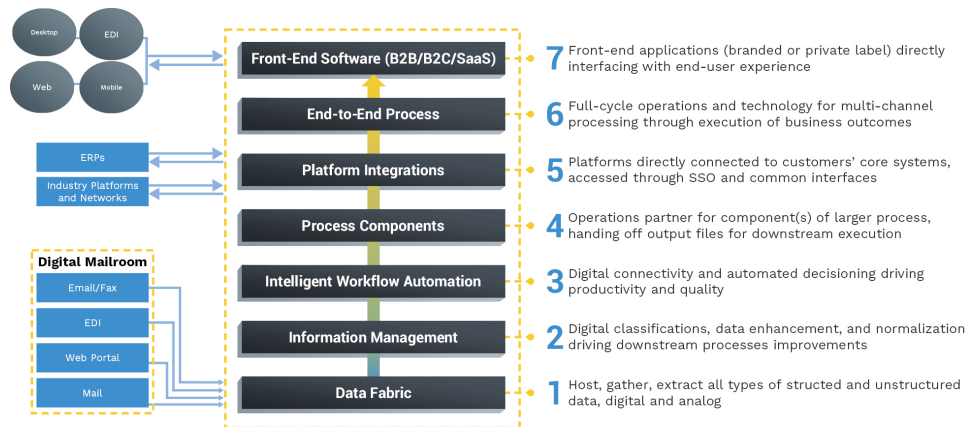 Desktop
EDI
Web
Mobile
Front-End Software (B2B/B2C/SaaS)
7
Front-end applications (branded or private label) directly
interfacing with end-user experience
End-to-End Process
6
Full-cycle operations and technology for multi-channel
processing through execution of business outcomes
ERPs
Industry Platforms
and Networks
Platform Integrations
5
Platforms directly connected to customers’ core systems,
accessed through SSO and common interfaces
Process Components
4
Operations partner for component(s) of larger process,
handing off output files for downstream execution
Digital Mailroom
Email/Fax
EDI
Web Portal
Mail
Intelligent Workflow Automation
3
Digital connectivity and automated decisioning driving
productivity and quality
Information Management
2
Digital classifications, data enhancement, and normalization
driving downstream processes improvements
Data Fabric
1
Host, gather, extract all types of structed and unstructured
data, digital and analog